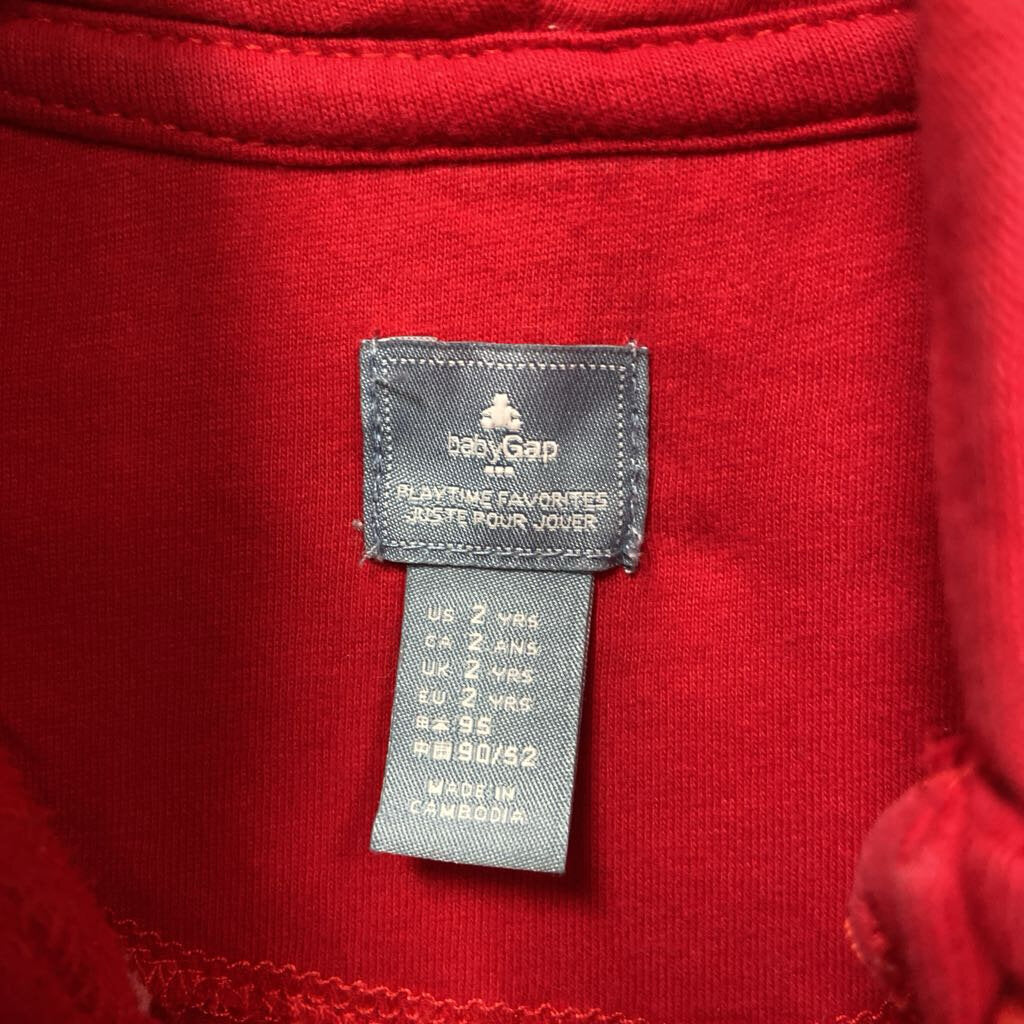 babyGap
PLAYTIME FAVORITES
JUSTE POUR JOUER
US 2 YRS
CA 2 ANS
UK 2 YRS
EU 2 YRS
日本 95
中国 90/52
MADE IN
CAMBODIA